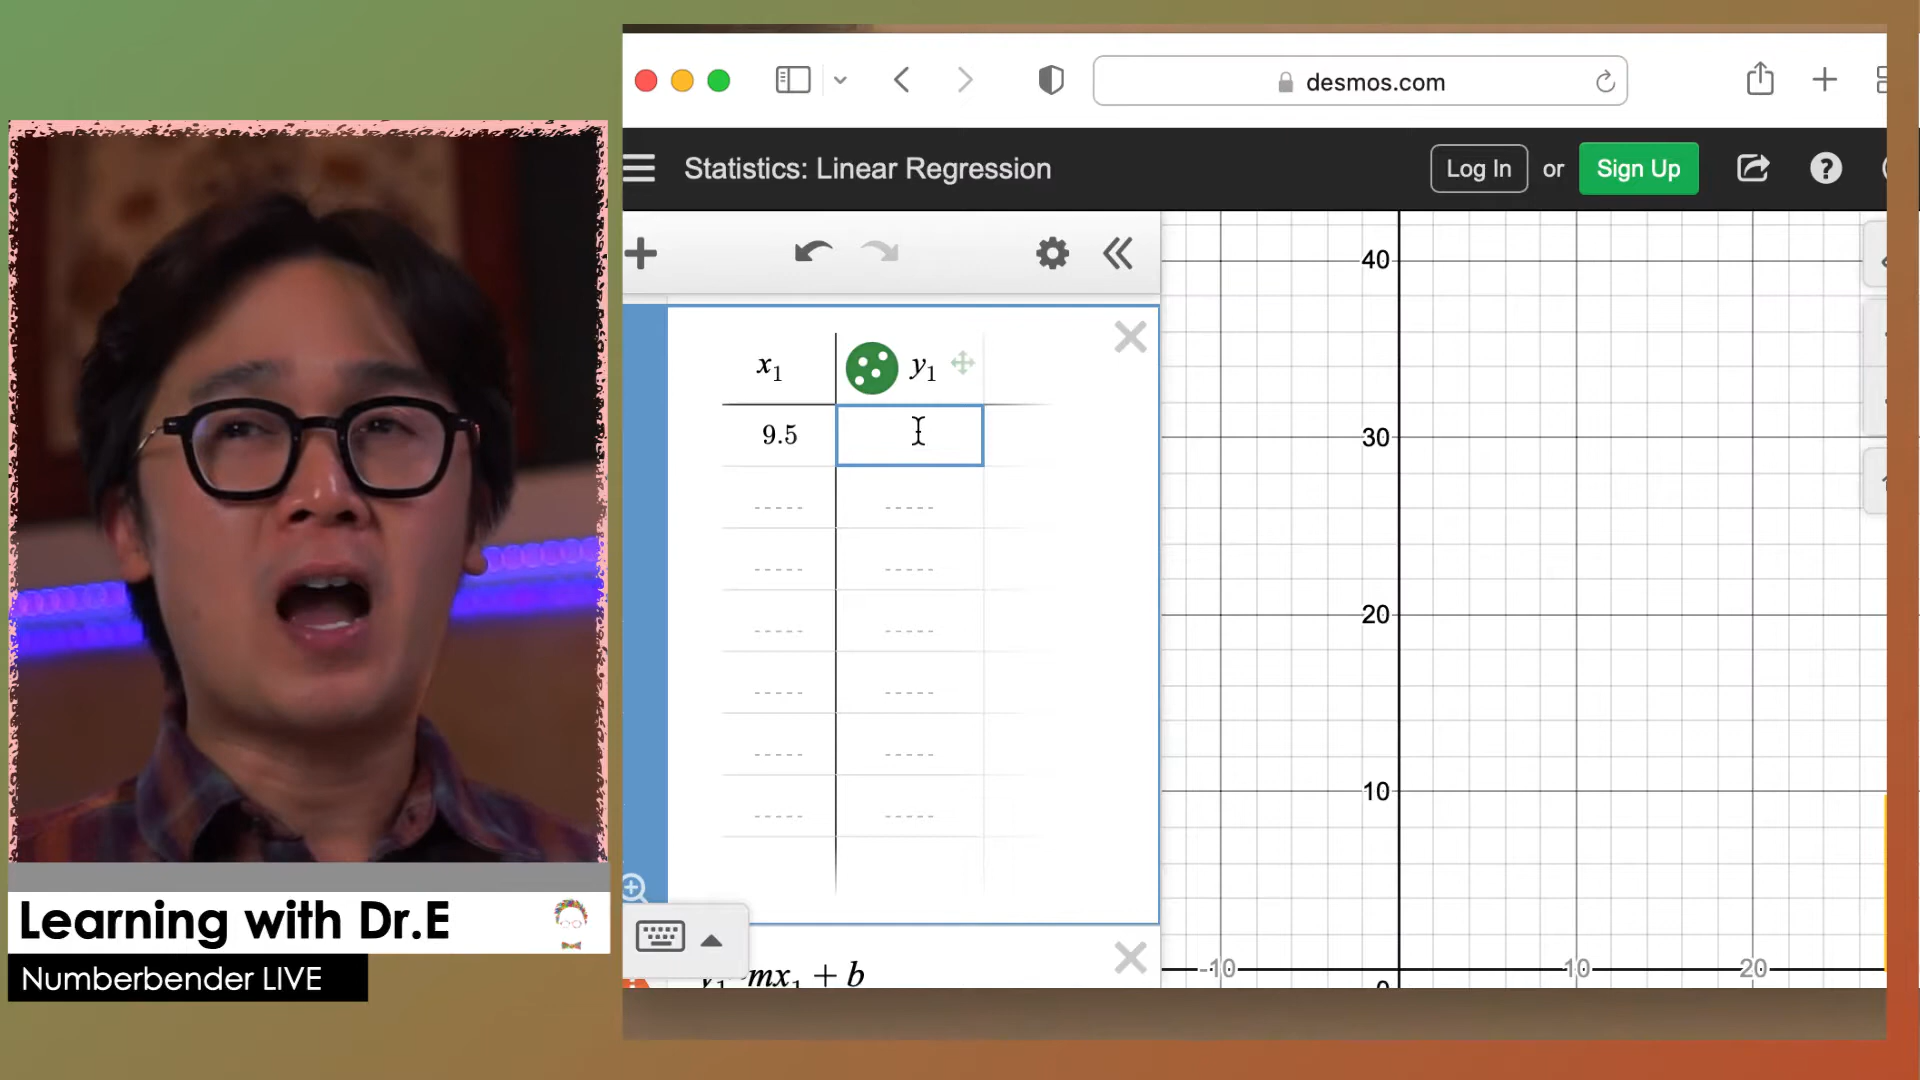 desmos.com
Statistics: Linear Regression
Log In or Sign Up
x₁ y₁
9.5
40
30
20
10
-10 10 20
mx₁ + b
Learning with Dr.E
Numberbender LIVE